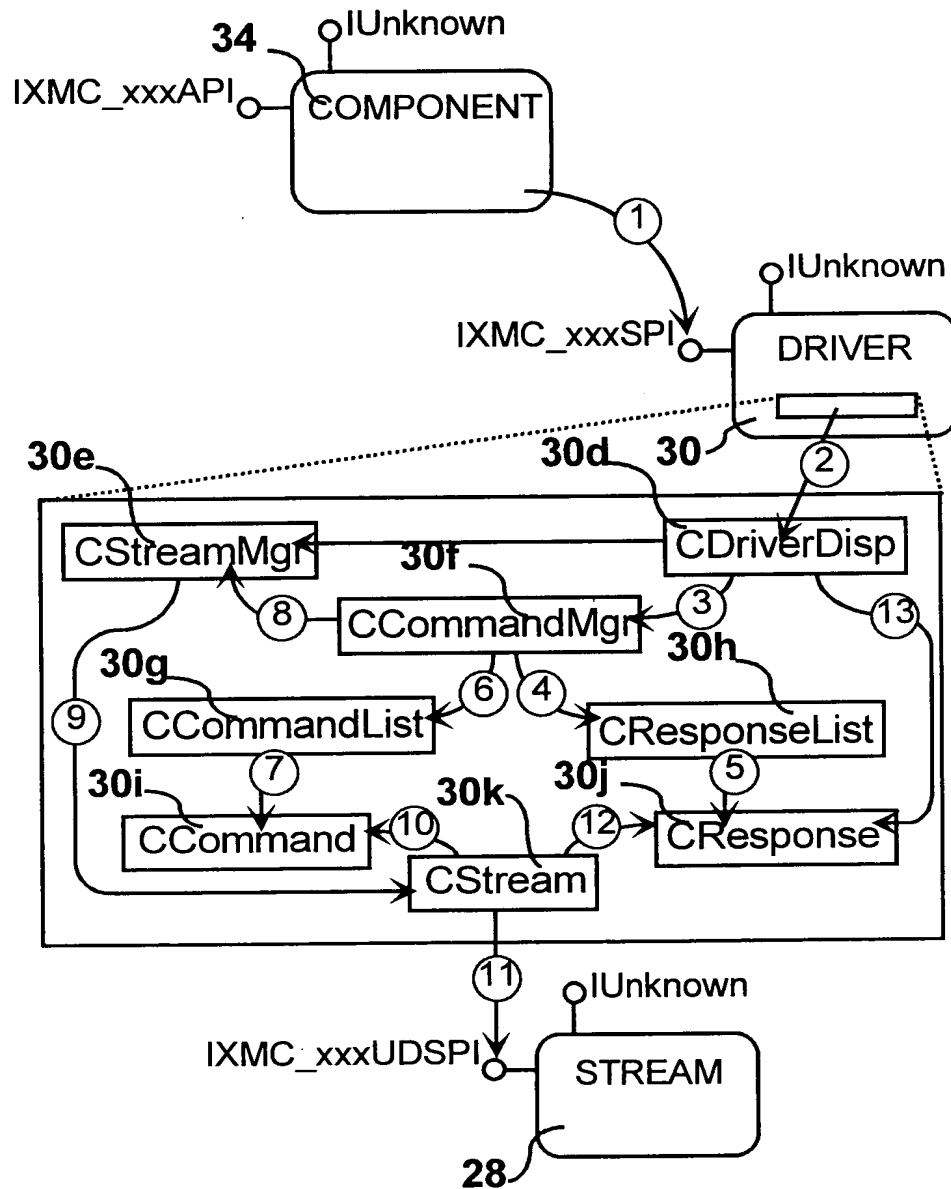 IUnknown
34
IXMC_xxxAPI
COMPONENT
1
IUnknown
IXMC_xxxSPI
DRIVER
30
2
30e
30d
CStreamMgr
CDriverDisp
30f
8
3
13
CCommandMgr
30h
30g
6
4
9
CCommandList
CResponseList
7
5
30i
30k
30j
CCommand
10
12
CResponse
CStream
11
IUnknown
IXMC_xxxUDSPI
STREAM
28